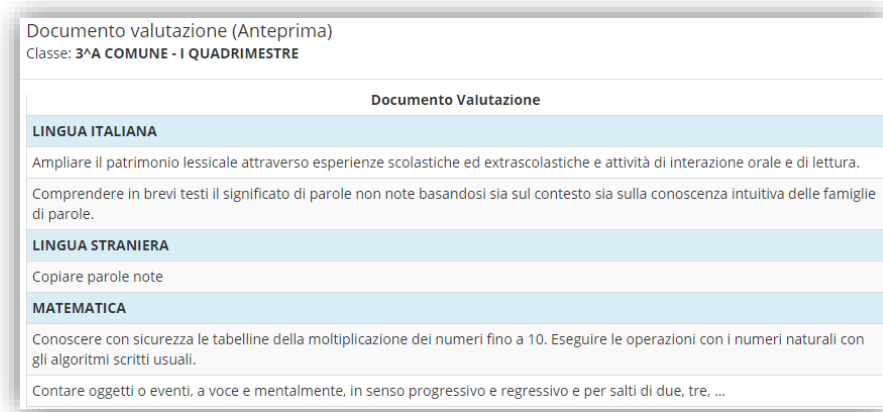 Documento valutazione (Anteprima)
Classe: 3^A COMUNE - I QUADRIMESTRE
Documento Valutazione
LINGUA ITALIANA
Ampliare il patrimonio lessicale attraverso esperienze scolastiche ed extrascolastiche e attività di interazione orale e di lettura.
Comprendere in brevi testi il significato di parole non note basandosi sia sul contesto sia sulla conoscenza intuitiva delle famiglie
di parole.
LINGUA STRANIERA
Copiare parole note
MATEMATICA
Conoscere con sicurezza le tabelline della moltiplicazione dei numeri fino a 10. Eseguire le operazioni con i numeri naturali con
gli algoritmi scritti usuali.
Contare oggetti o eventi, a voce e mentalmente, in senso progressivo e regressivo e per salti di due, tre, ...